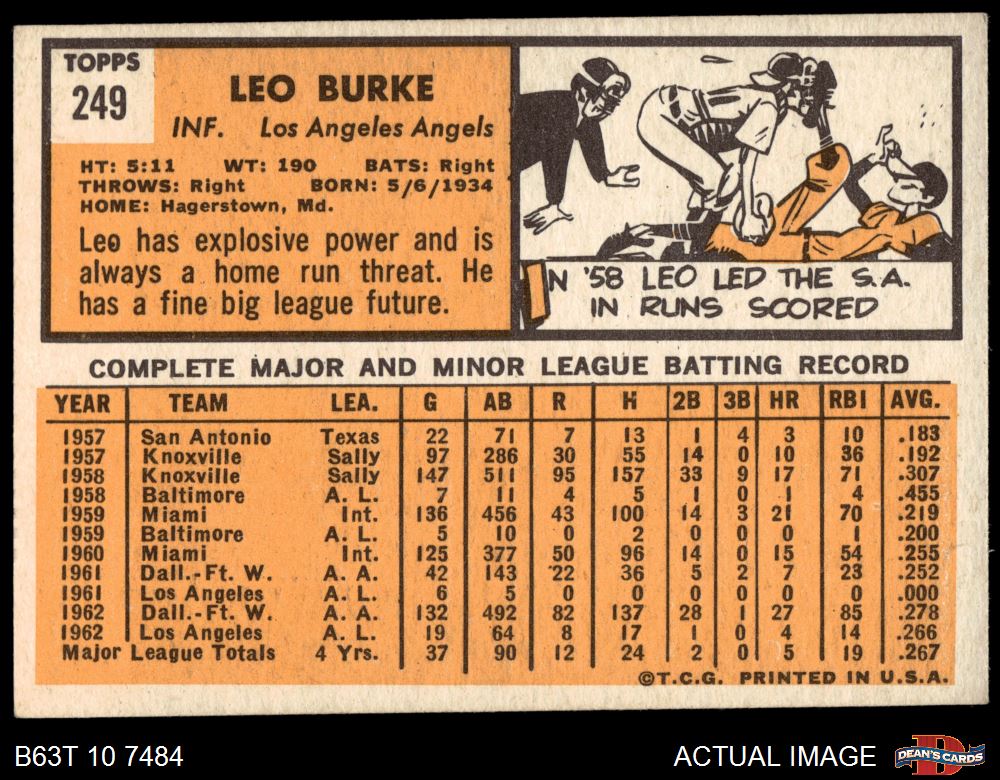 TOPPS
249
LEO BURKE
INF. Los Angeles Angels
HT: 5:11 WT: 190 BATS: Right
THROWS: Right BORN: 5/6/1934
HOME: Hagerstown, Md.
Leo has explosive power and is
always a home run threat. He
has a fine big league future.
IN '58 LEO LED THE S.A.
IN RUNS SCORED
COMPLETE MAJOR AND MINOR LEAGUE BATTING RECORD
YEAR TEAM LEA. G AB R H 2B 3B HR RBI AVG.
1957 San Antonio Texas 22 71 7 13 1 4 3 10 .183
1957 Knoxville Sally 97 286 30 55 14 0 10 36 .192
1958 Knoxville Sally 147 511 95 157 33 9 17 71 .307
1958 Baltimore A. L. 7 11 4 5 1 0 1 4 .455
1959 Miami Int. 136 456 43 100 14 3 21 70 .219
1959 Baltimore A. L. 5 10 0 2 0 0 0 1 .200
1960 Miami Int. 125 377 50 96 14 0 15 54 .255
1961 Dall.-Ft. W. A. A. 42 143 22 36 5 2 7 23 .252
1961 Los Angeles A. L. 6 5 0 0 0 0 0 0 .000
1962 Dall.-Ft. W. A. A. 132 492 82 137 28 1 27 85 .278
1962 Los Angeles A. L. 19 64 8 17 1 0 4 14 .266
Major League Totals 4 Yrs. 37 90 12 24 2 0 5 19 .267
©T.C.G. PRINTED IN U.S.A.
B63T 10 7484
ACTUAL IMAGE
D
DEAN'S CARDS